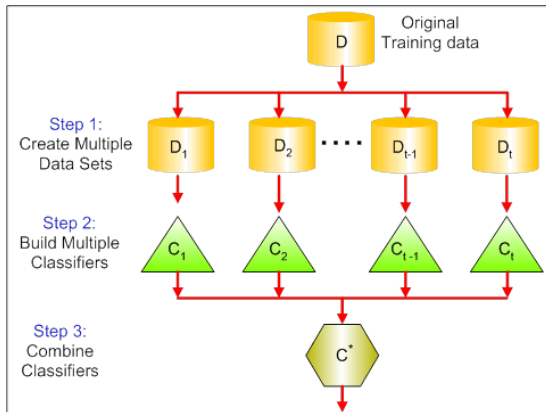 Original
Training data
D
Step 1:
Create Multiple
Data Sets
D1
D2
....
Dt-1
Dt
Step 2:
Build Multiple
Classifiers
C1
C2
Ct-1
Ct
Step 3:
Combine
Classifiers
C*